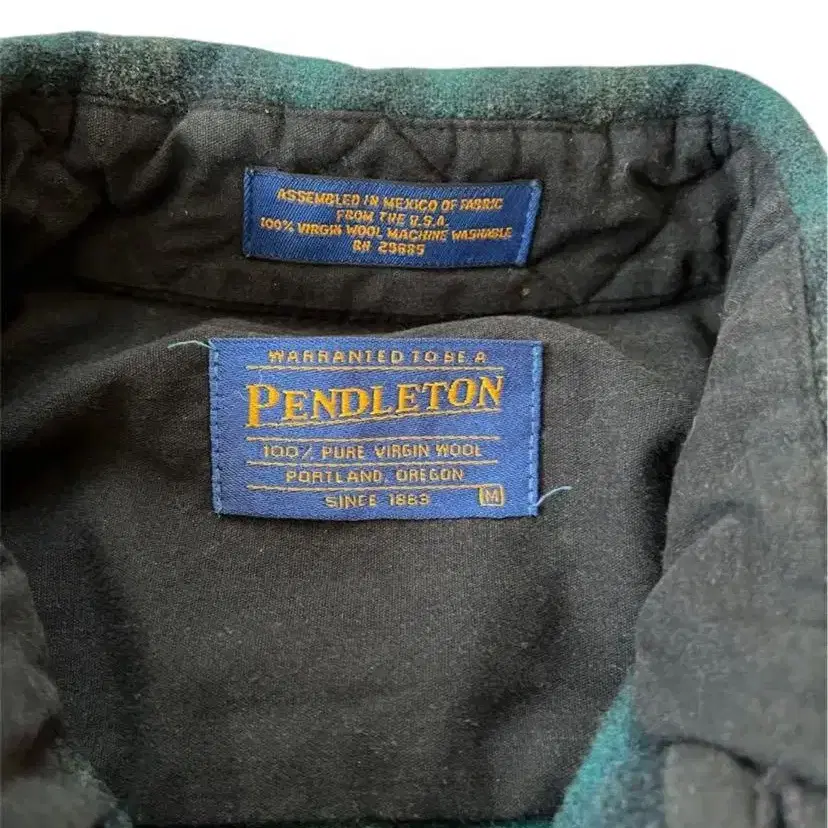 ASSEMBLED IN MEXICO OF FABRIC
FROM THE U.S.A.
100% VIRGIN WOOL MACHINE WASHABLE
RN 29685
WARRANTED TO BE A
PENDLETON
100% PURE VIRGIN WOOL
PORTLAND, OREGON
SINCE 1863
M